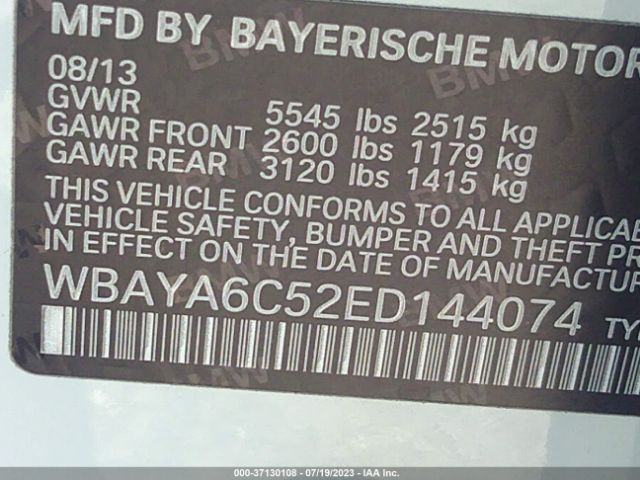 MFD BY BAYERISCHE MOTOR
08/13
GVWR 5545 lbs 2515 kg
GAWR FRONT 2600 lbs 1179 kg
GAWR REAR 3120 lbs 1415 kg
THIS VEHICLE CONFORMS TO ALL APPLICABLE
VEHICLE SAFETY, BUMPER AND THEFT PR
IN EFFECT ON THE DATE OF MANUFACTUR
WBAYA6C52ED144074 TYP
000-37130108 - 07/19/2023 - IAA Inc.